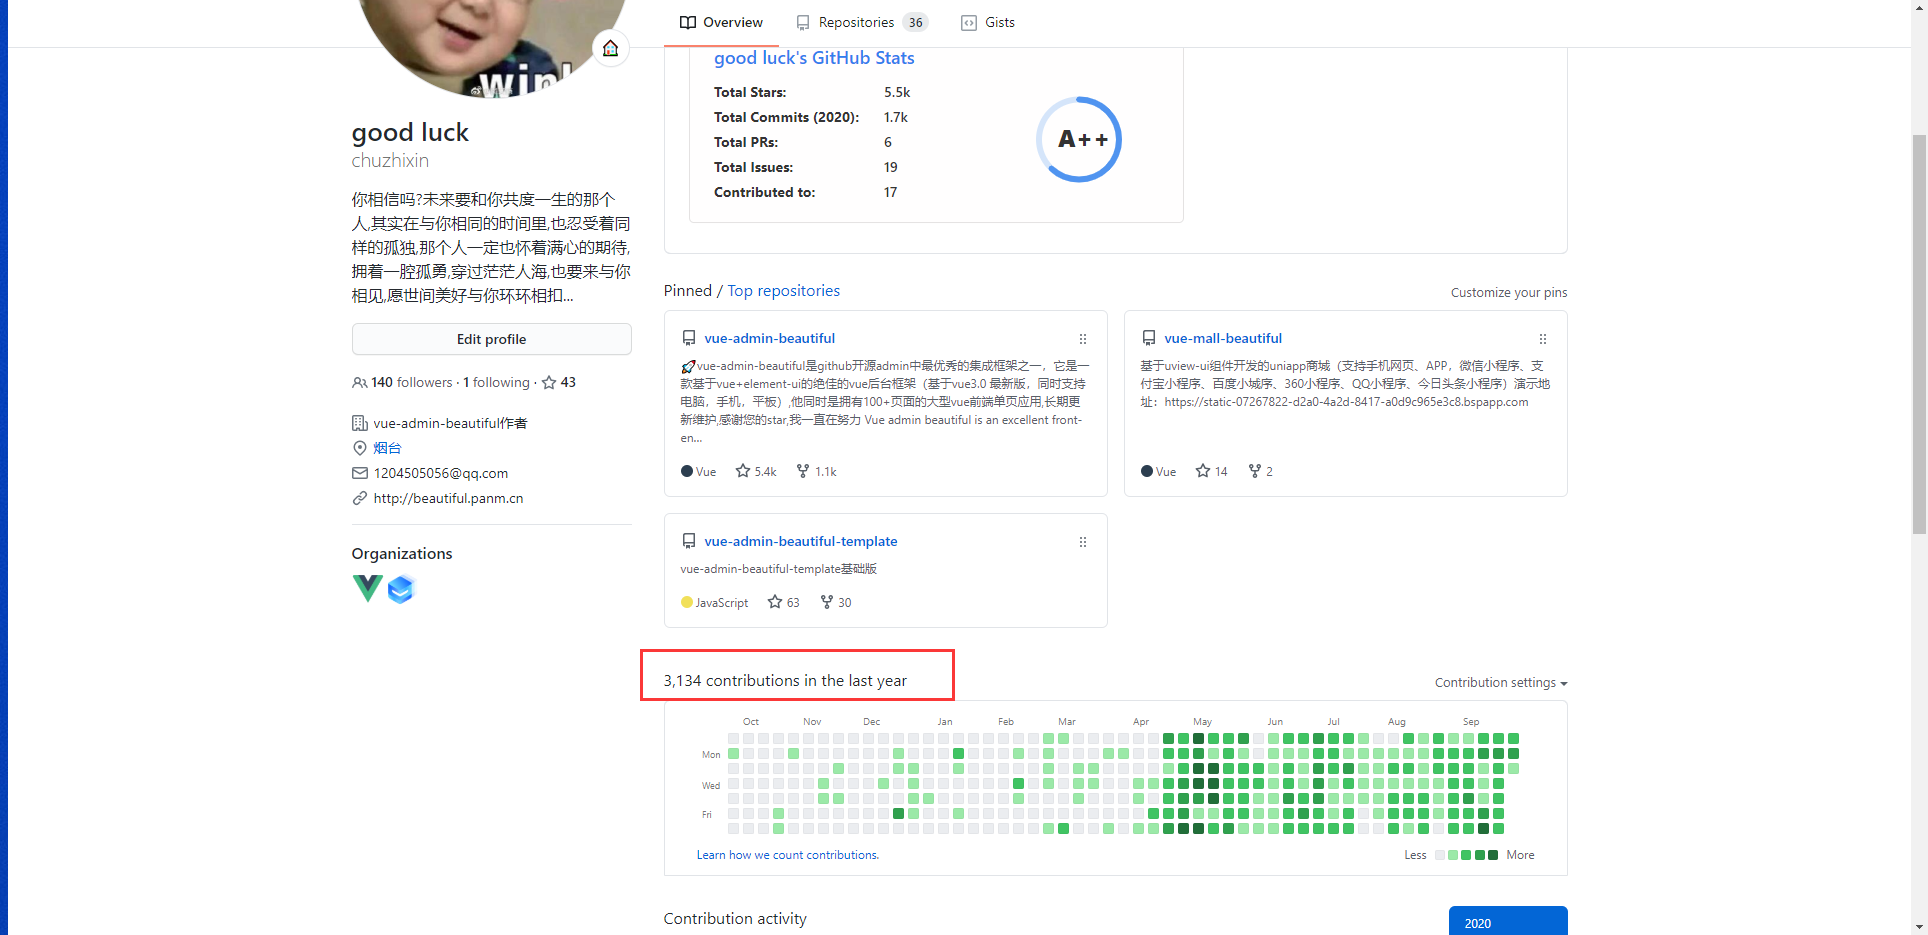 Overview
Repositories 36
Gists
good luck's GitHub Stats
Total Stars: 5.5k
Total Commits (2020): 1.7k
Total PRs: 6
Total Issues: 19
Contributed to: 17
A++
good luck
chuzhixin
你相信吗?未来要和你共度一生的那个
人,其实在与你相同的时间里,也忍受着同
样的孤独,那个人一定也怀着满心的期待,
拥着一腔孤勇,穿过茫茫人海,也要来与你
相见,愿世间美好与你环环相扣...
Edit profile
140 followers · 1 following · 43
vue-admin-beautiful作者
烟台
1204505056@qq.com
http://beautiful.panm.cn
Organizations
Pinned / Top repositories
Customize your pins
vue-admin-beautiful
🚀vue-admin-beautiful是github开源admin中最优秀的集成框架之一，它是一
款基于vue+element-ui的绝佳的vue后台框架（基于vue3.0 最新版，同时支持
电脑，手机，平板）,他同时是拥有100+页面的大型vue前端单页应用,长期更
新维护,感谢您的star,我一直在努力 Vue admin beautiful is an excellent front-
en...
Vue 5.4k 1.1k
vue-mall-beautiful
基于uview-ui组件开发的uniapp商城（支持手机网页、APP，微信小程序、支
付宝小程序、百度小城序、360小程序、QQ小程序、今日头条小程序）演示地
址：https://static-07267822-d2a0-4a2d-8417-a0d9c965e3c8.bspapp.com
Vue 14 2
vue-admin-beautiful-template
vue-admin-beautiful-template基础版
JavaScript 63 30
3,134 contributions in the last year
Contribution settings
Oct Nov Dec Jan Feb Mar Apr May Jun Jul Aug Sep
Mon
Wed
Fri
Learn how we count contributions.
Less More
Contribution activity
2020